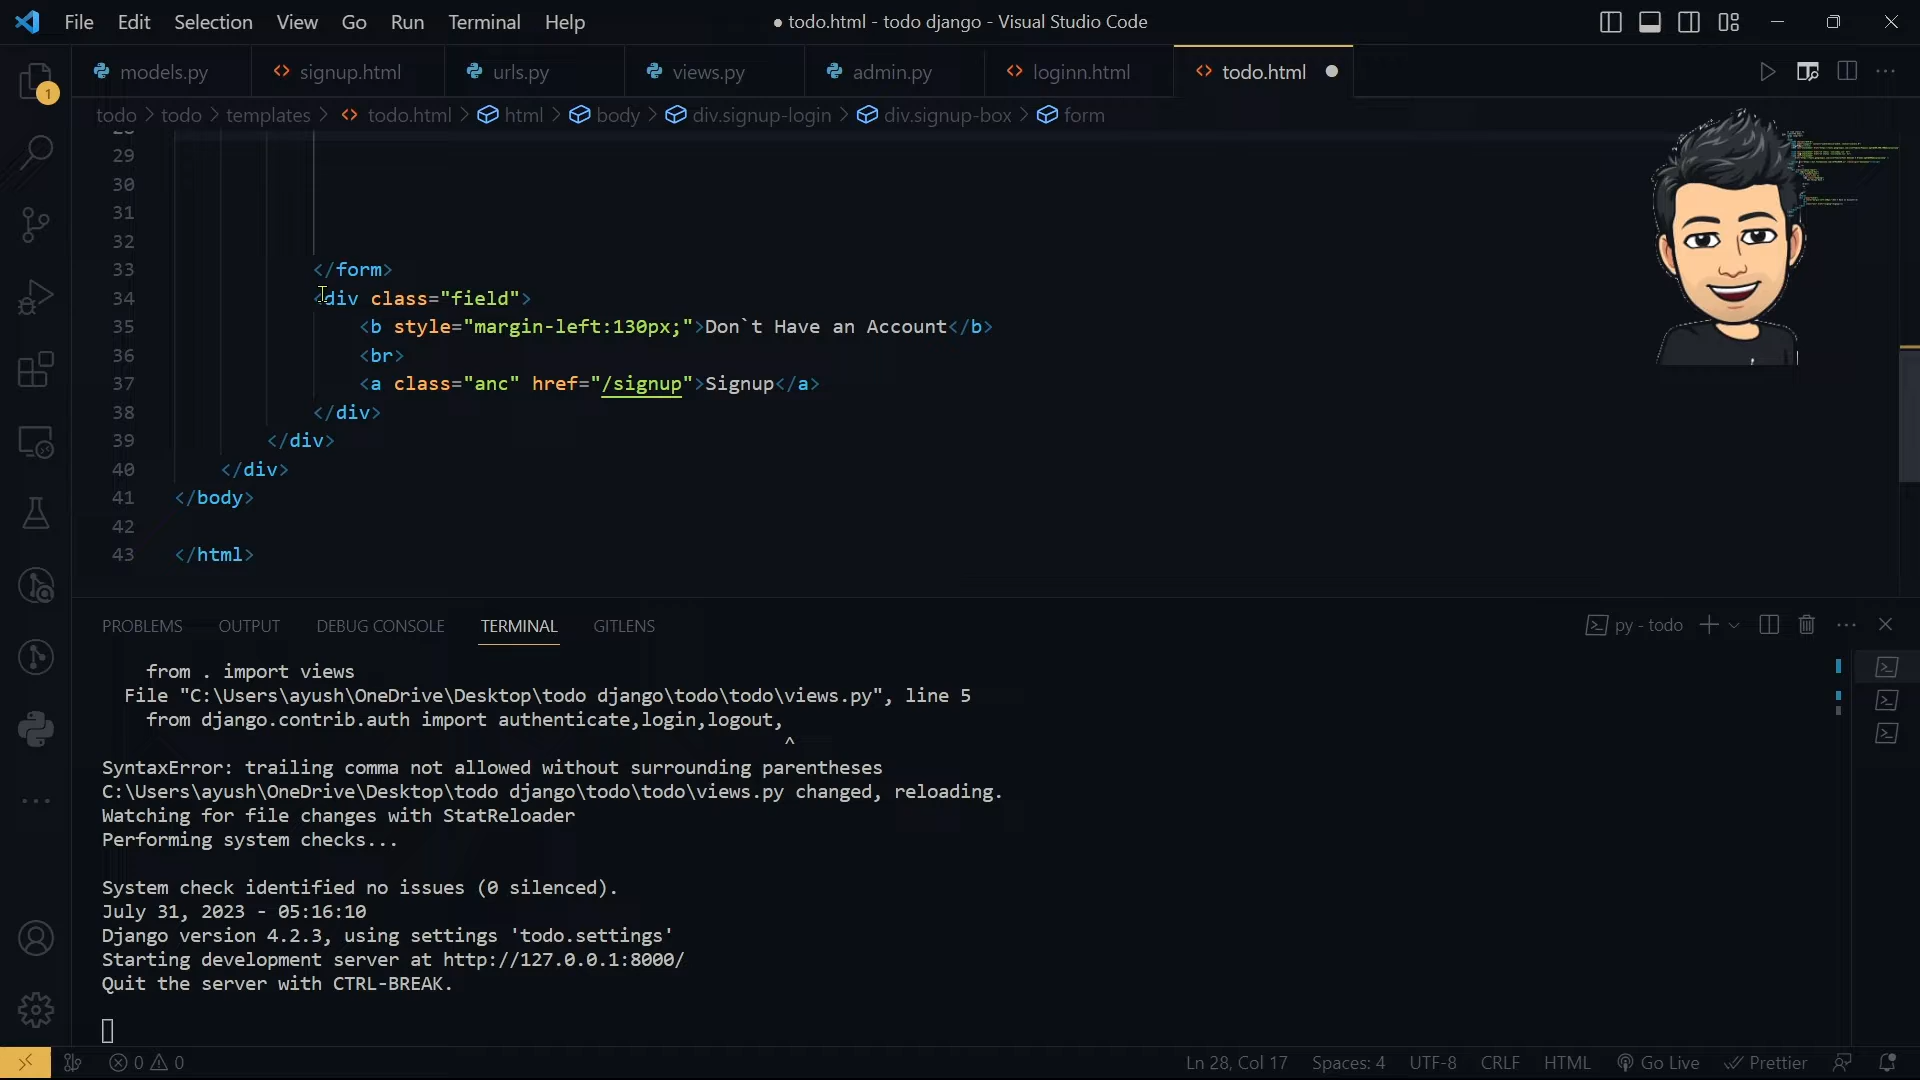 File Edit Selection View Go Run Terminal Help
● todo.html - todo django - Visual Studio Code
models.py signup.html urls.py views.py admin.py loginn.html todo.html
1
todo > todo > templates > todo.html > html > body > div.signup-login > div.signup-box > form
29
30
31
32
33 </form>
34 <div class="field">
35 <b style="margin-left:130px;">Don`t Have an Account</b>
36 <br>
37 <a class="anc" href="/signup">Signup</a>
38 </div>
39 </div>
40 </div>
41 </body>
42
43 </html>
PROBLEMS OUTPUT DEBUG CONSOLE TERMINAL GITLENS
py - todo
from . import views
File "C:\Users\ayush\OneDrive\Desktop\todo django\todo\todo\views.py", line 5
from django.contrib.auth import authenticate,login,logout,
^
SyntaxError: trailing comma not allowed without surrounding parentheses
C:\Users\ayush\OneDrive\Desktop\todo django\todo\todo\views.py changed, reloading.
Watching for file changes with StatReloader
Performing system checks...
System check identified no issues (0 silenced).
July 31, 2023 - 05:16:10
Django version 4.2.3, using settings 'todo.settings'
Starting development server at http://127.0.0.1:8000/
Quit the server with CTRL-BREAK.
0 0
Ln 28, Col 17 Spaces: 4 UTF-8 CRLF HTML Go Live Prettier